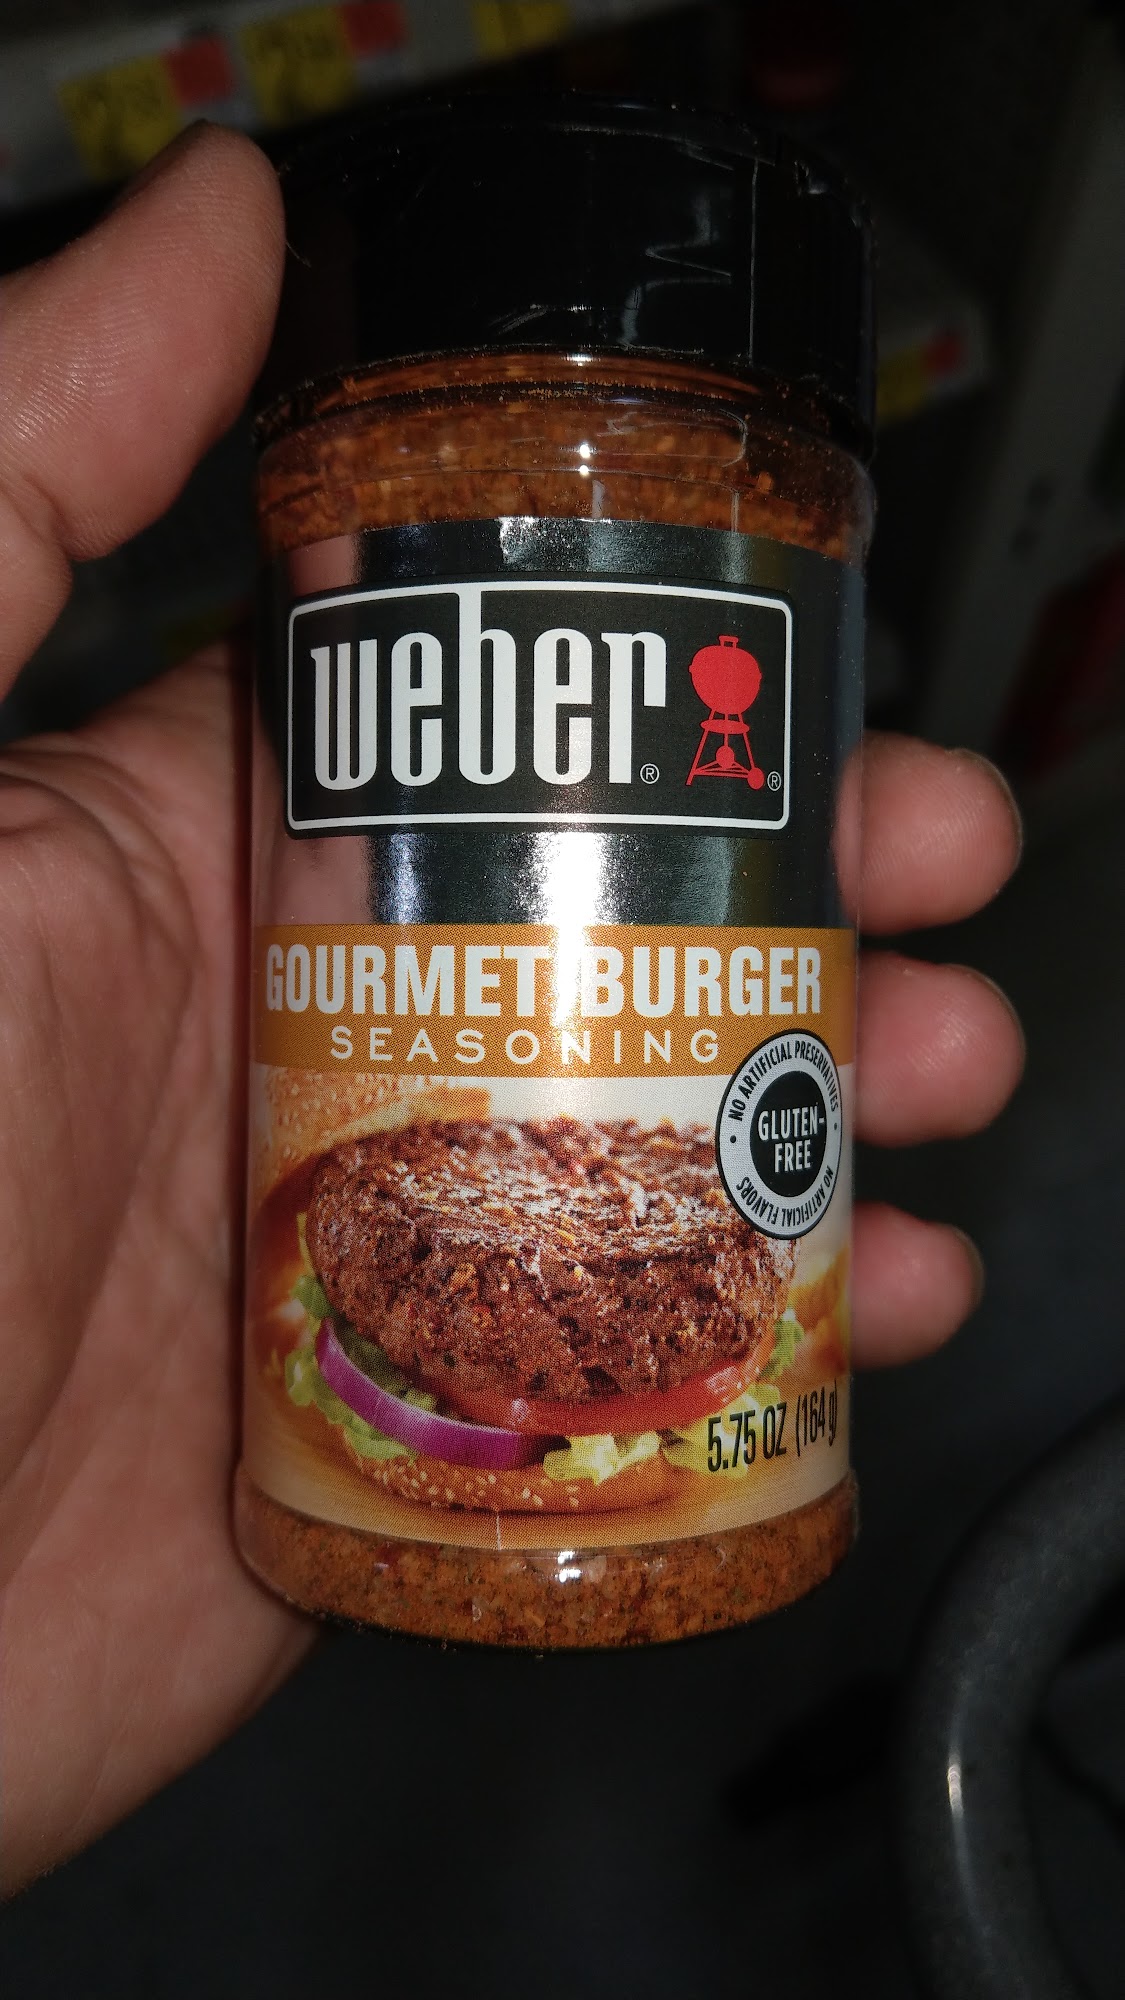 weber® ®
GOURMET BURGER
SEASONING
NO ARTIFICIAL PRESERVATIVES •
GLUTEN-
FREE
NO ARTIFICIAL FLAVORS •
5.75 OZ (164 g)